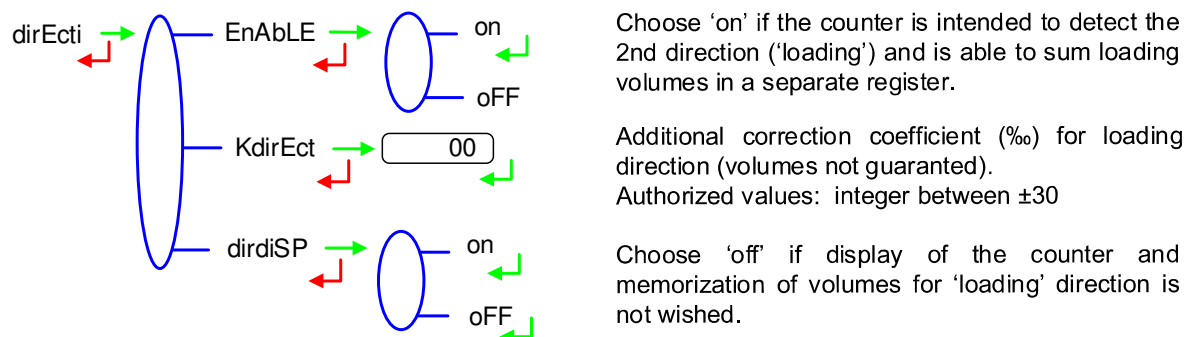 dirEcti
EnAbLE
on
oFF
Choose ‘on’ if the counter is intended to detect the
2nd direction (‘loading’) and is able to sum loading
volumes in a separate register.
KdirEct
00
Additional correction coefficient (‰) for loading
direction (volumes not guaranted).
Authorized values: integer between ±30
dirdiSP
on
oFF
Choose ‘off’ if display of the counter and
memorization of volumes for ‘loading’ direction is
not wished.